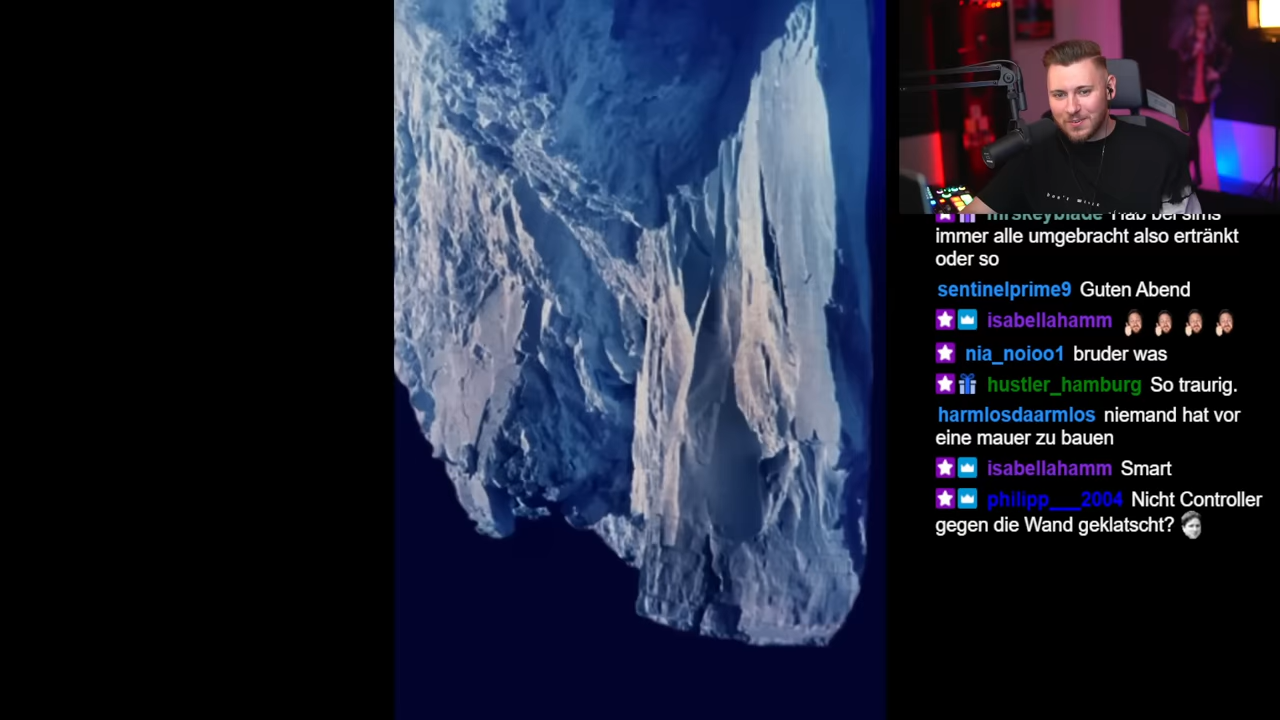 mrskeyblade Hab bei sims
immer alle umgebracht also ertränkt
oder so
sentinelprime9 Guten Abend
isabellahamm
nia_noioo1 bruder was
hustler_hamburg So traurig.
harmlosdaarmlos niemand hat vor
eine mauer zu bauen
isabellahamm Smart
philipp___2004 Nicht Controller
gegen die Wand geklatscht?